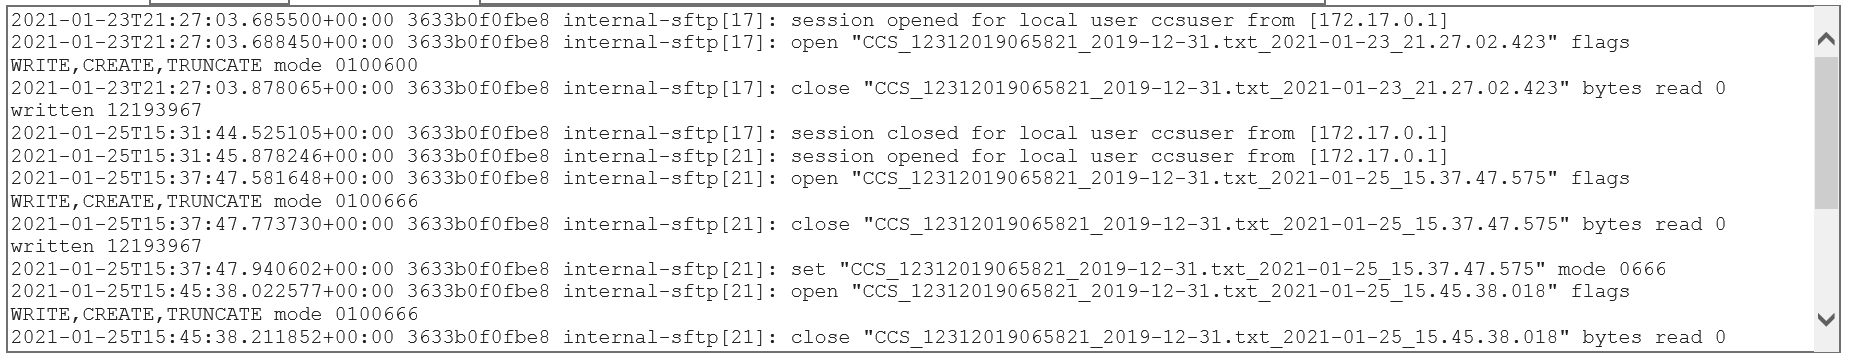 2021-01-23T21:27:03.685500+00:00 3633b0f0fbe8 internal-sftp[17]: session opened for local user ccsuser from [172.17.0.1]
2021-01-23T21:27:03.688450+00:00 3633b0f0fbe8 internal-sftp[17]: open "CCS_12312019065821_2019-12-31.txt_2021-01-23_21.27.02.423" flags
WRITE,CREATE,TRUNCATE mode 0100600
2021-01-23T21:27:03.878065+00:00 3633b0f0fbe8 internal-sftp[17]: close "CCS_12312019065821_2019-12-31.txt_2021-01-23_21.27.02.423" bytes read 0
written 12193967
2021-01-25T15:31:44.525105+00:00 3633b0f0fbe8 internal-sftp[17]: session closed for local user ccsuser from [172.17.0.1]
2021-01-25T15:31:45.878246+00:00 3633b0f0fbe8 internal-sftp[21]: session opened for local user ccsuser from [172.17.0.1]
2021-01-25T15:37:47.581648+00:00 3633b0f0fbe8 internal-sftp[21]: open "CCS_12312019065821_2019-12-31.txt_2021-01-25_15.37.47.575" flags
WRITE,CREATE,TRUNCATE mode 0100666
2021-01-25T15:37:47.773730+00:00 3633b0f0fbe8 internal-sftp[21]: close "CCS_12312019065821_2019-12-31.txt_2021-01-25_15.37.47.575" bytes read 0
written 12193967
2021-01-25T15:37:47.940602+00:00 3633b0f0fbe8 internal-sftp[21]: set "CCS_12312019065821_2019-12-31.txt_2021-01-25_15.37.47.575" mode 0666
2021-01-25T15:45:38.022577+00:00 3633b0f0fbe8 internal-sftp[21]: open "CCS_12312019065821_2019-12-31.txt_2021-01-25_15.45.38.018" flags
WRITE,CREATE,TRUNCATE mode 0100666
2021-01-25T15:45:38.211852+00:00 3633b0f0fbe8 internal-sftp[21]: close "CCS_12312019065821_2019-12-31.txt_2021-01-25_15.45.38.018" bytes read 0